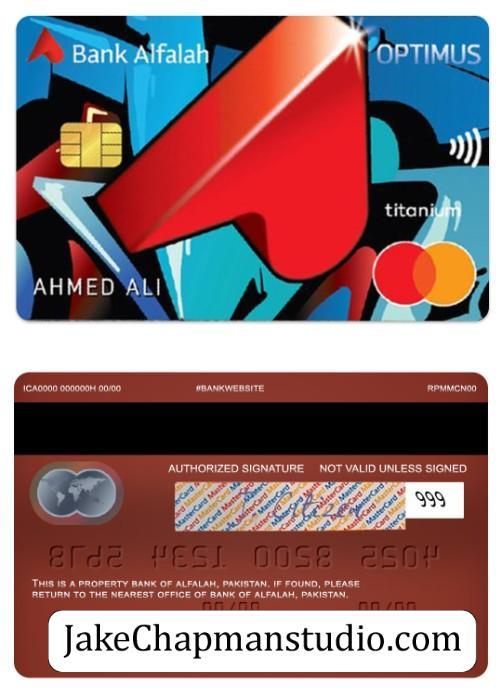 Bank Alfalah
OPTIMUS
titanium
AHMED ALI
ICA0000 000000H 00/00 #BANKWEBSITE RPMMCN00
AUTHORIZED SIGNATURE NOT VALID UNLESS SIGNED
999
THIS IS A PROPERTY BANK OF ALFALAH, PAKISTAN. IF FOUND, PLEASE
RETURN TO THE NEAREST OFFICE OF BANK OF ALFALAH, PAKISTAN.
JakeChapmanstudio.com